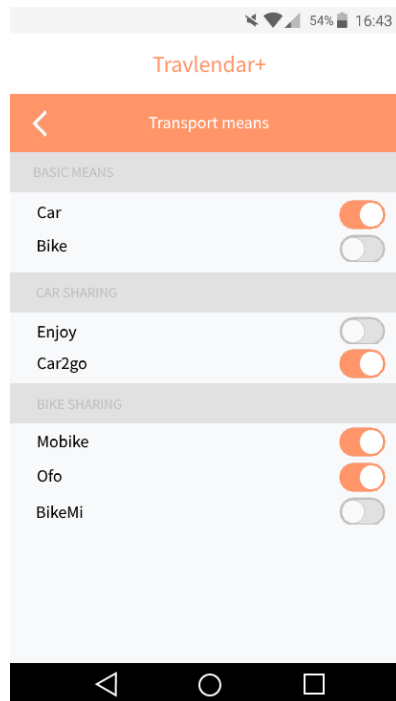 54% 16:43
Travlendar+
Transport means
BASIC MEANS
Car
Bike
CAR SHARING
Enjoy
Car2go
BIKE SHARING
Mobike
Ofo
BikeMi